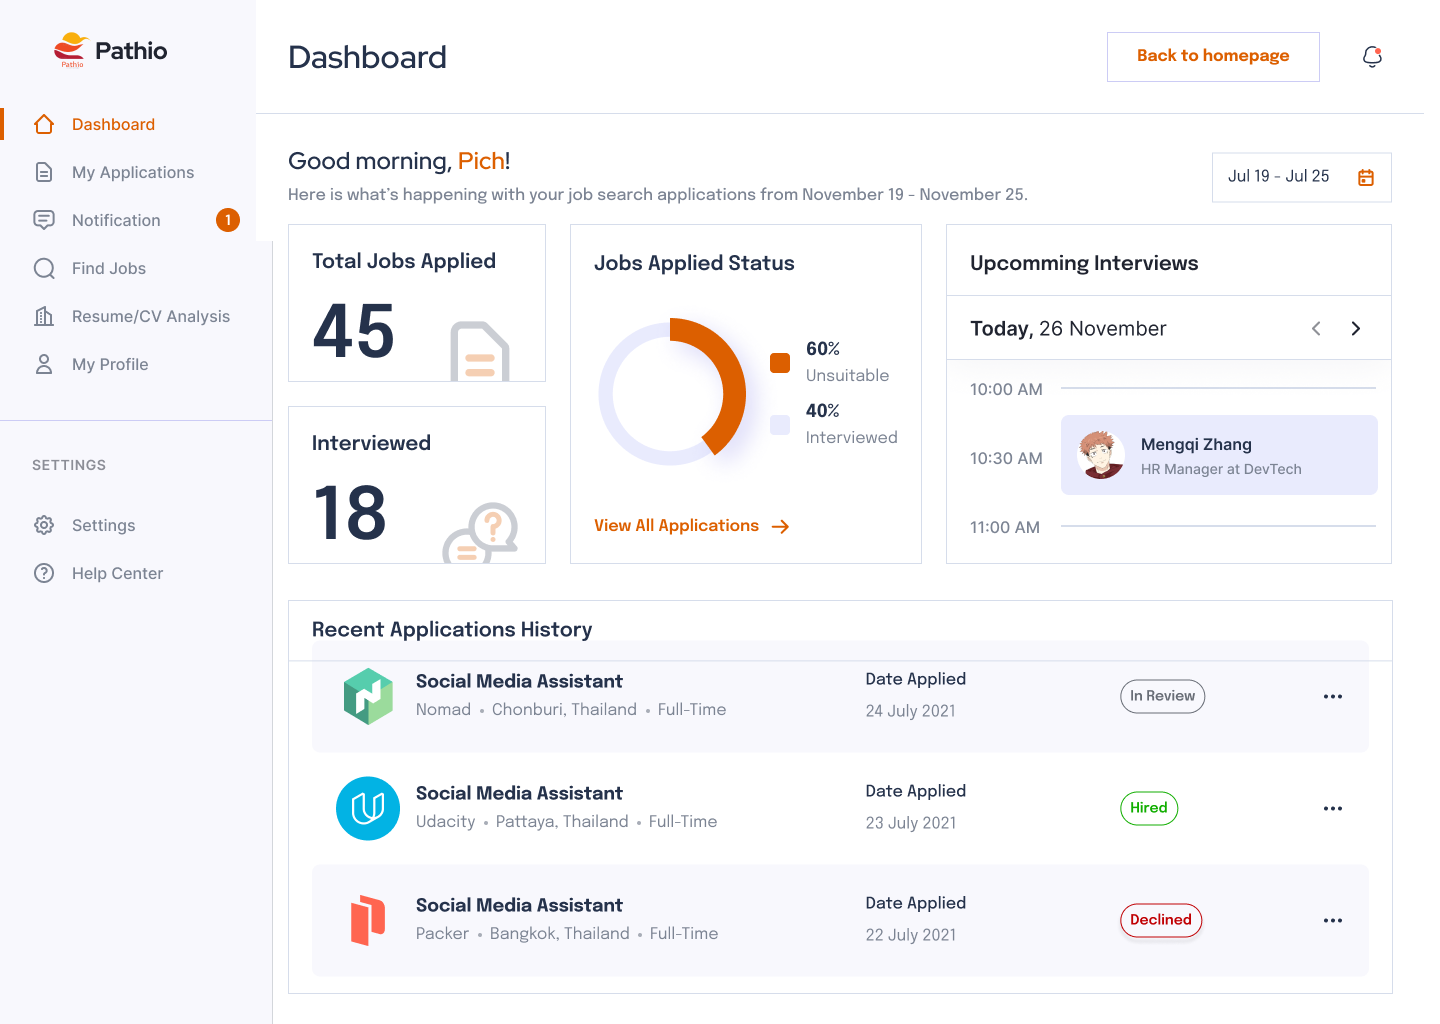 Pathio
Pathio
Dashboard
My Applications
Notification
1
Find Jobs
Resume/CV Analysis
My Profile
SETTINGS
Settings
Help Center
Dashboard
Back to homepage
Good morning, Pich!
Here is what's happening with your job search applications from November 19 - November 25.
Jul 19 - Jul 25
Total Jobs Applied
45
Interviewed
18
Jobs Applied Status
60%
Unsuitable
40%
Interviewed
View All Applications
Upcomming Interviews
Today, 26 November
10:00 AM
10:30 AM
Mengqi Zhang
HR Manager at DevTech
11:00 AM
Recent Applications History
Social Media Assistant
Nomad • Chonburi, Thailand • Full-Time
Date Applied
24 July 2021
In Review
Social Media Assistant
Udacity • Pattaya, Thailand • Full-Time
Date Applied
23 July 2021
Hired
Social Media Assistant
Packer • Bangkok, Thailand • Full-Time
Date Applied
22 July 2021
Declined